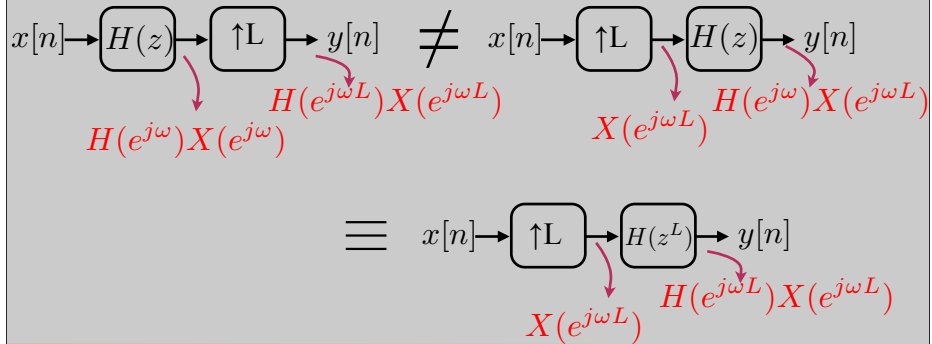 x[n] H(z) ↑L y[n] ≠ x[n] ↑L H(z) y[n]
H(e^{jωL})X(e^{jωL}) H(e^{jω})X(e^{jωL})
H(e^{jω})X(e^{jω}) X(e^{jωL})
≡ x[n] ↑L H(z^L) y[n]
H(e^{jωL})X(e^{jωL})
X(e^{jωL})